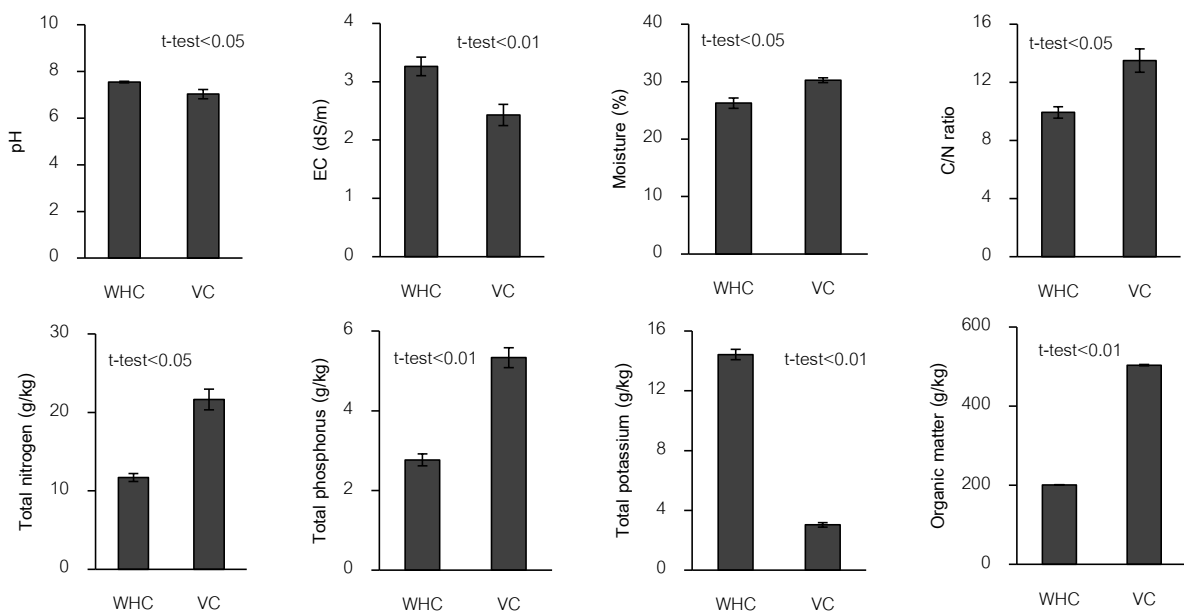 pH
10
8
6
4
2
0
t-test<0.05
WHC
VC
EC (dS/m)
4
3
2
1
0
t-test<0.01
WHC
VC
Moisture (%)
40
30
20
10
0
t-test<0.05
WHC
VC
C/N ratio
16
12
8
4
0
t-test<0.05
WHC
VC
Total nitrogen (g/kg)
30
20
10
0
t-test<0.05
WHC
VC
Total phosphorus (g/kg)
6
4
2
0
t-test<0.01
WHC
VC
Total potassium (g/kg)
16
12
8
4
0
t-test<0.01
WHC
VC
Organic matter (g/kg)
600
400
200
0
t-test<0.01
WHC
VC